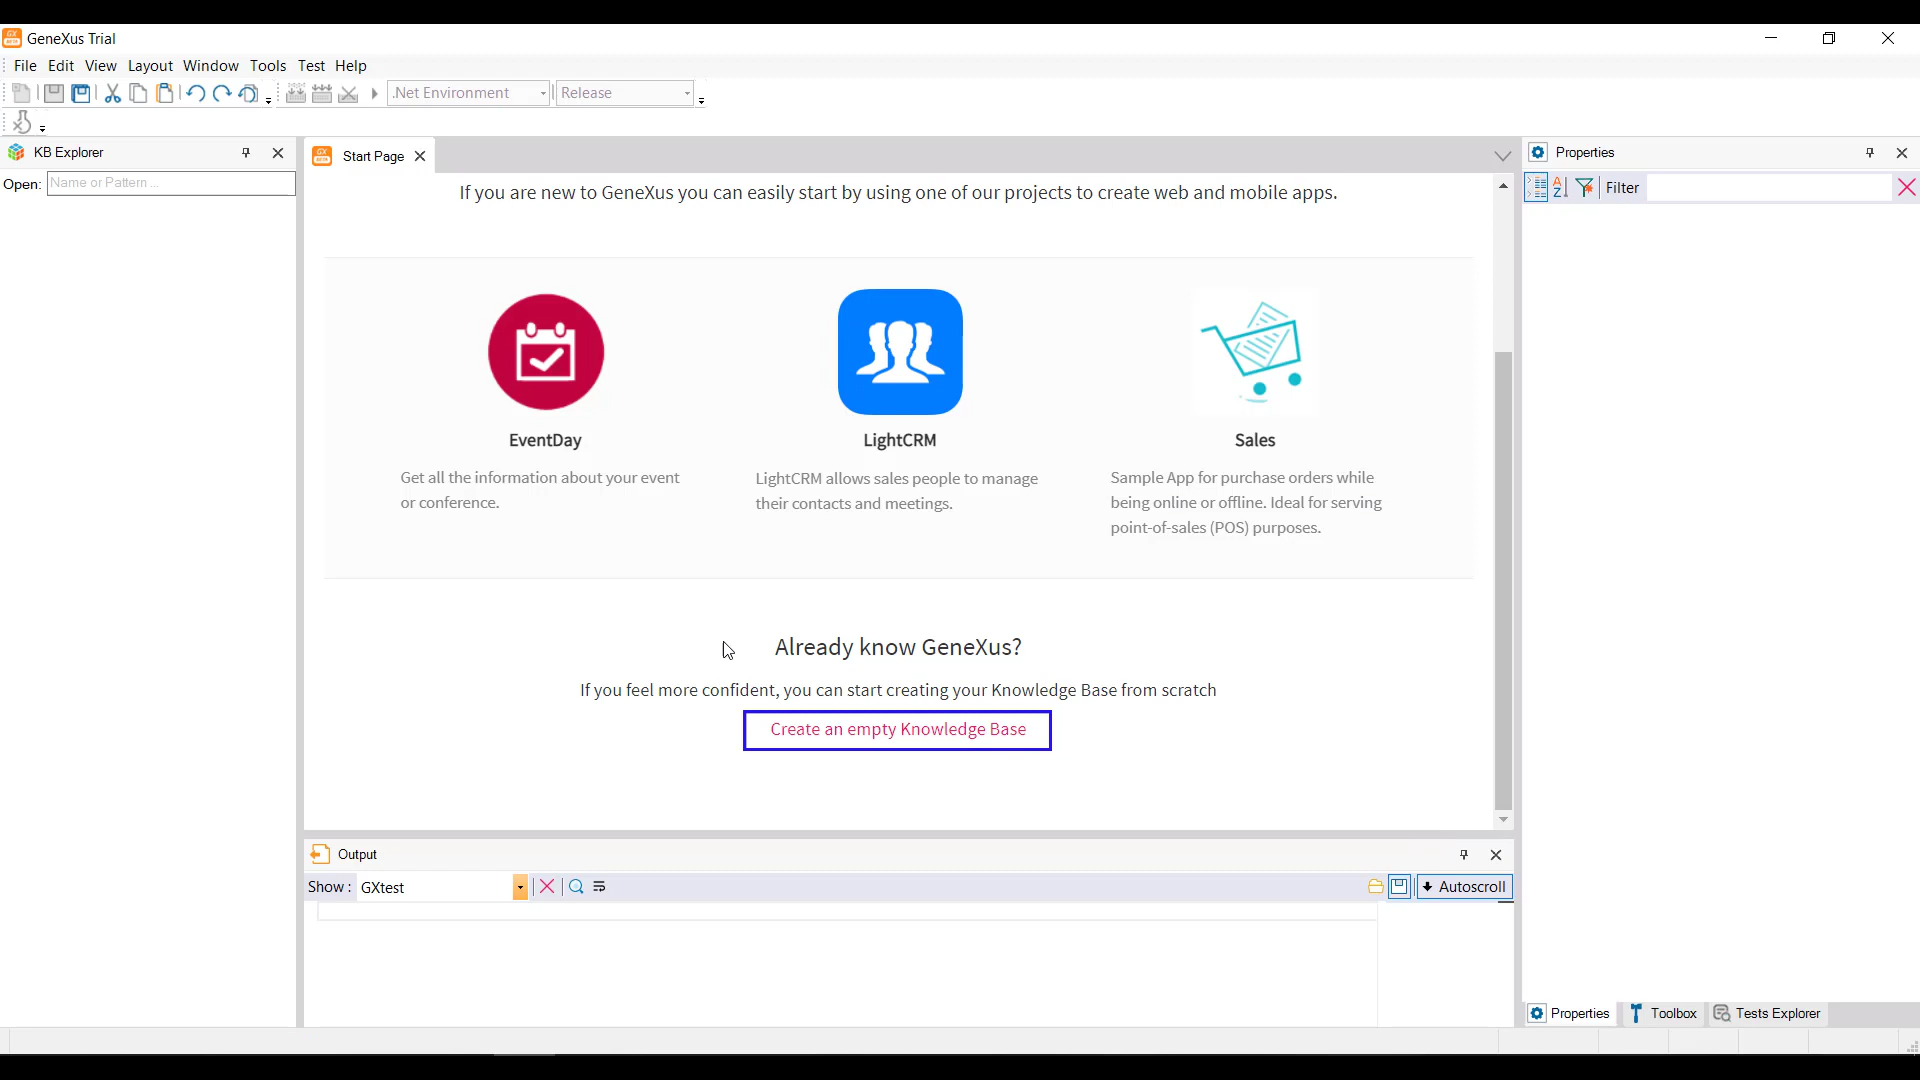 GeneXus Trial
File Edit View Layout Window Tools Test Help
.Net Environment Release
KB Explorer
Open: Name or Pattern ...
Start Page
If you are new to GeneXus you can easily start by using one of our projects to create web and mobile apps.
EventDay
Get all the information about your event
or conference.
LightCRM
LightCRM allows sales people to manage
their contacts and meetings.
Sales
Sample App for purchase orders while
being online or offline. Ideal for serving
point-of-sales (POS) purposes.
Already know GeneXus?
If you feel more confident, you can start creating your Knowledge Base from scratch
Create an empty Knowledge Base
Output
Show : GXtest
Autoscroll
Properties
Filter
Properties Toolbox Tests Explorer